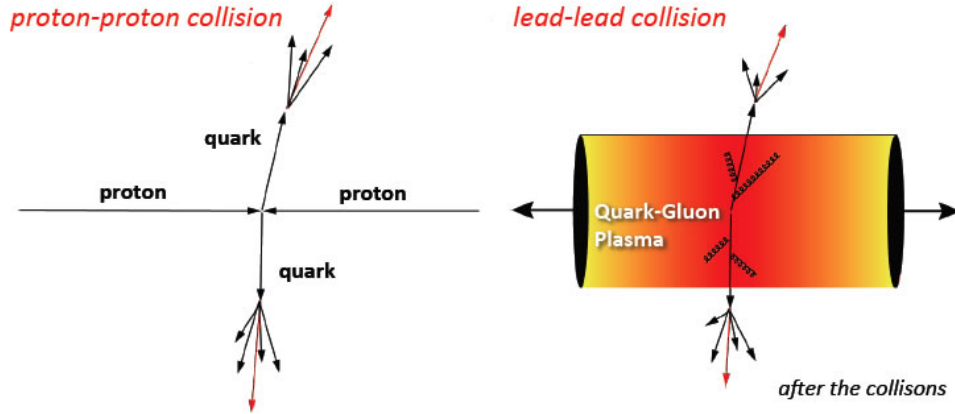 proton-proton collision
quark
proton
proton
quark
lead-lead collision
Quark-Gluon
Plasma
after the collisons